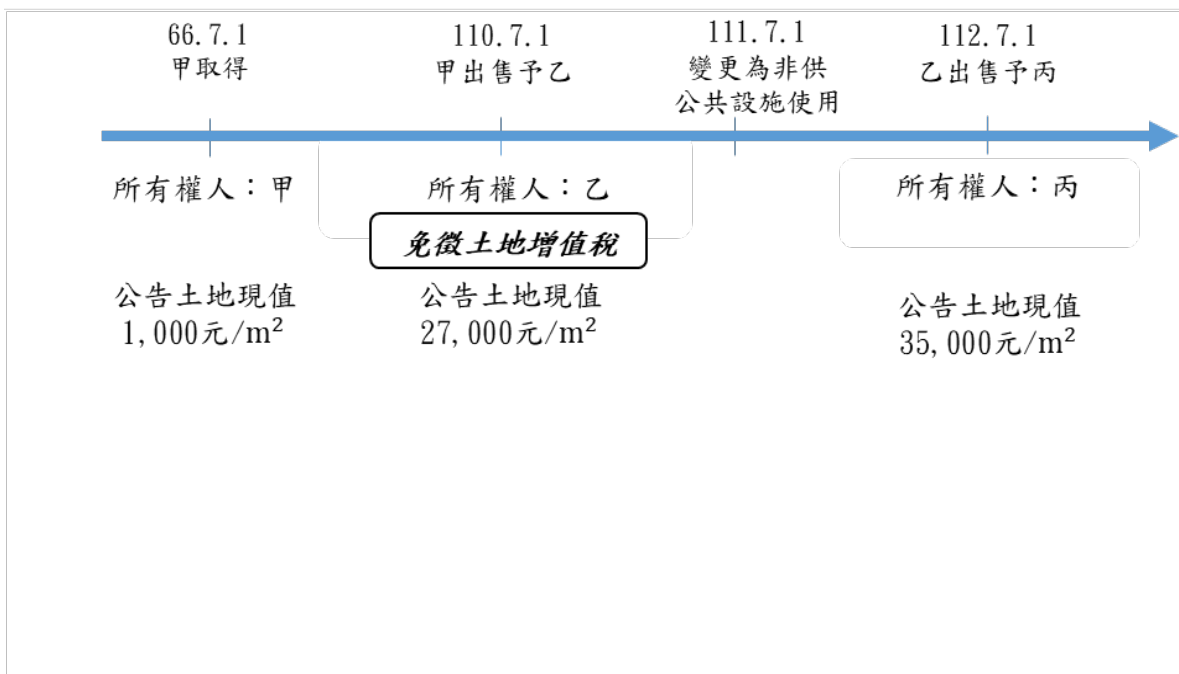 66.7.1
甲取得
110.7.1
甲出售予乙
111.7.1
變更為非供
公共設施使用
112.7.1
乙出售予丙
所有權人：甲
所有權人：乙
所有權人：丙
免徵土地增值稅
公告土地現值
1,000元/m²
公告土地現值
27,000元/m²
公告土地現值
35,000元/m²